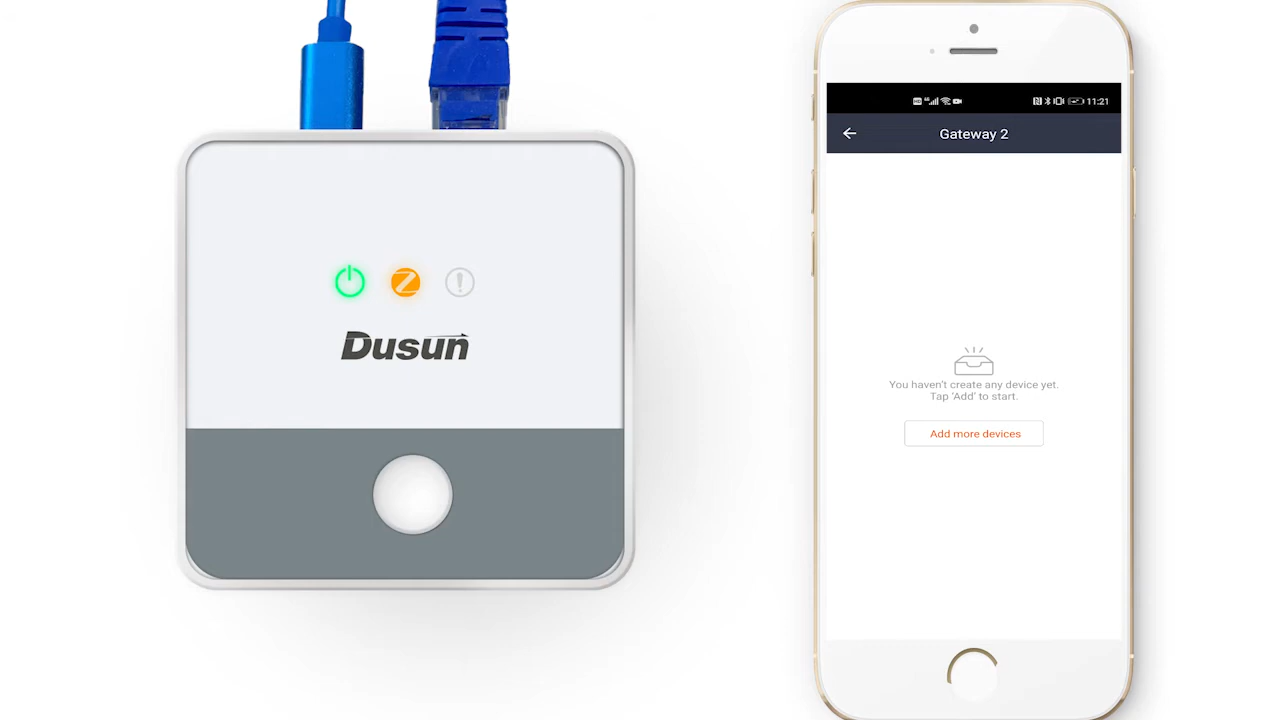 Dusun
11:21
Gateway 2
You haven't create any device yet.
Tap 'Add' to start.
Add more devices